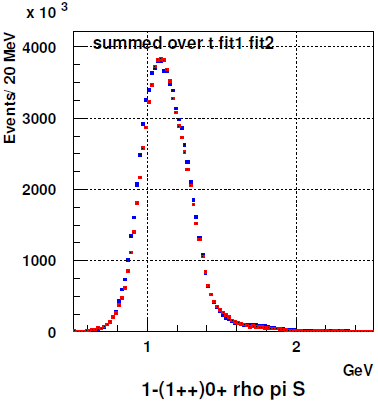 x 10 3
summed over t fit1 fit2
Events/ 20 MeV
4000
3000
2000
1000
0
1
2
GeV
1-(1++)0+ rho pi S